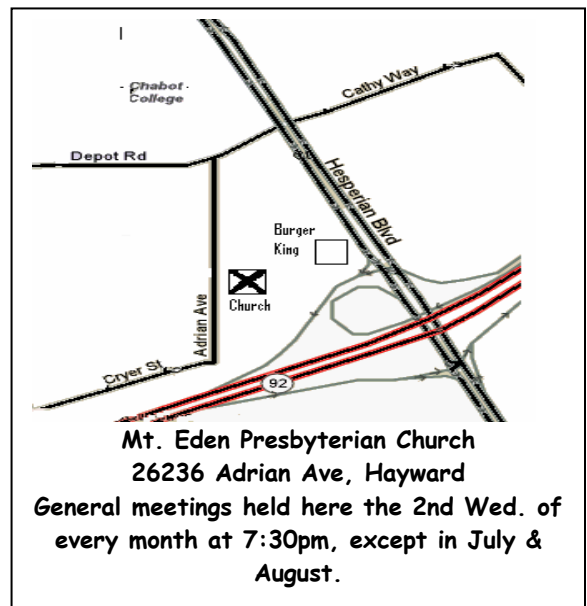 Chabot
College
Cathy Way
Depot Rd
Hesperian Blvd
Burger
King
Church
Adrian Ave
Cryer St
92
Mt. Eden Presbyterian Church
26236 Adrian Ave, Hayward
General meetings held here the 2nd Wed. of
every month at 7:30pm, except in July &
August.